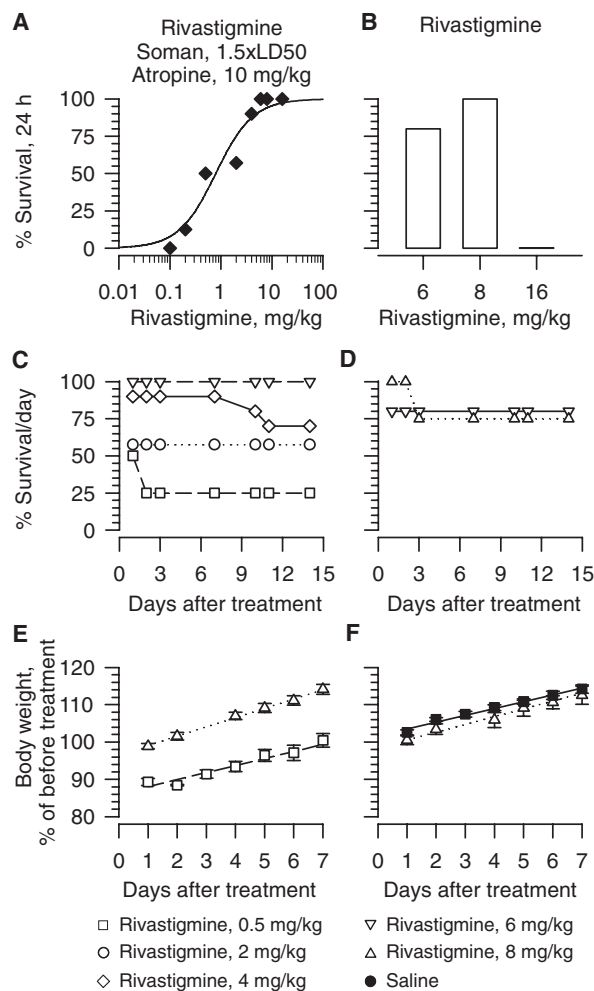 A
Rivastigmine
Soman, 1.5xLD50
Atropine, 10 mg/kg
% Survival, 24 h
100
75
50
25
0
0.01 0.1 1 10 100
Rivastigmine, mg/kg
B
Rivastigmine
6 8 16
Rivastigmine, mg/kg
C
% Survival/day
100
75
50
25
0
0 3 6 9 12 15
Days after treatment
D
0 3 6 9 12 15
Days after treatment
E
Body weight,
% of before treatment
120
110
100
90
80
0 1 2 3 4 5 6 7
Days after treatment
F
0 1 2 3 4 5 6 7
Days after treatment
Rivastigmine, 0.5 mg/kg
Rivastigmine, 2 mg/kg
Rivastigmine, 4 mg/kg
Rivastigmine, 6 mg/kg
Rivastigmine, 8 mg/kg
Saline